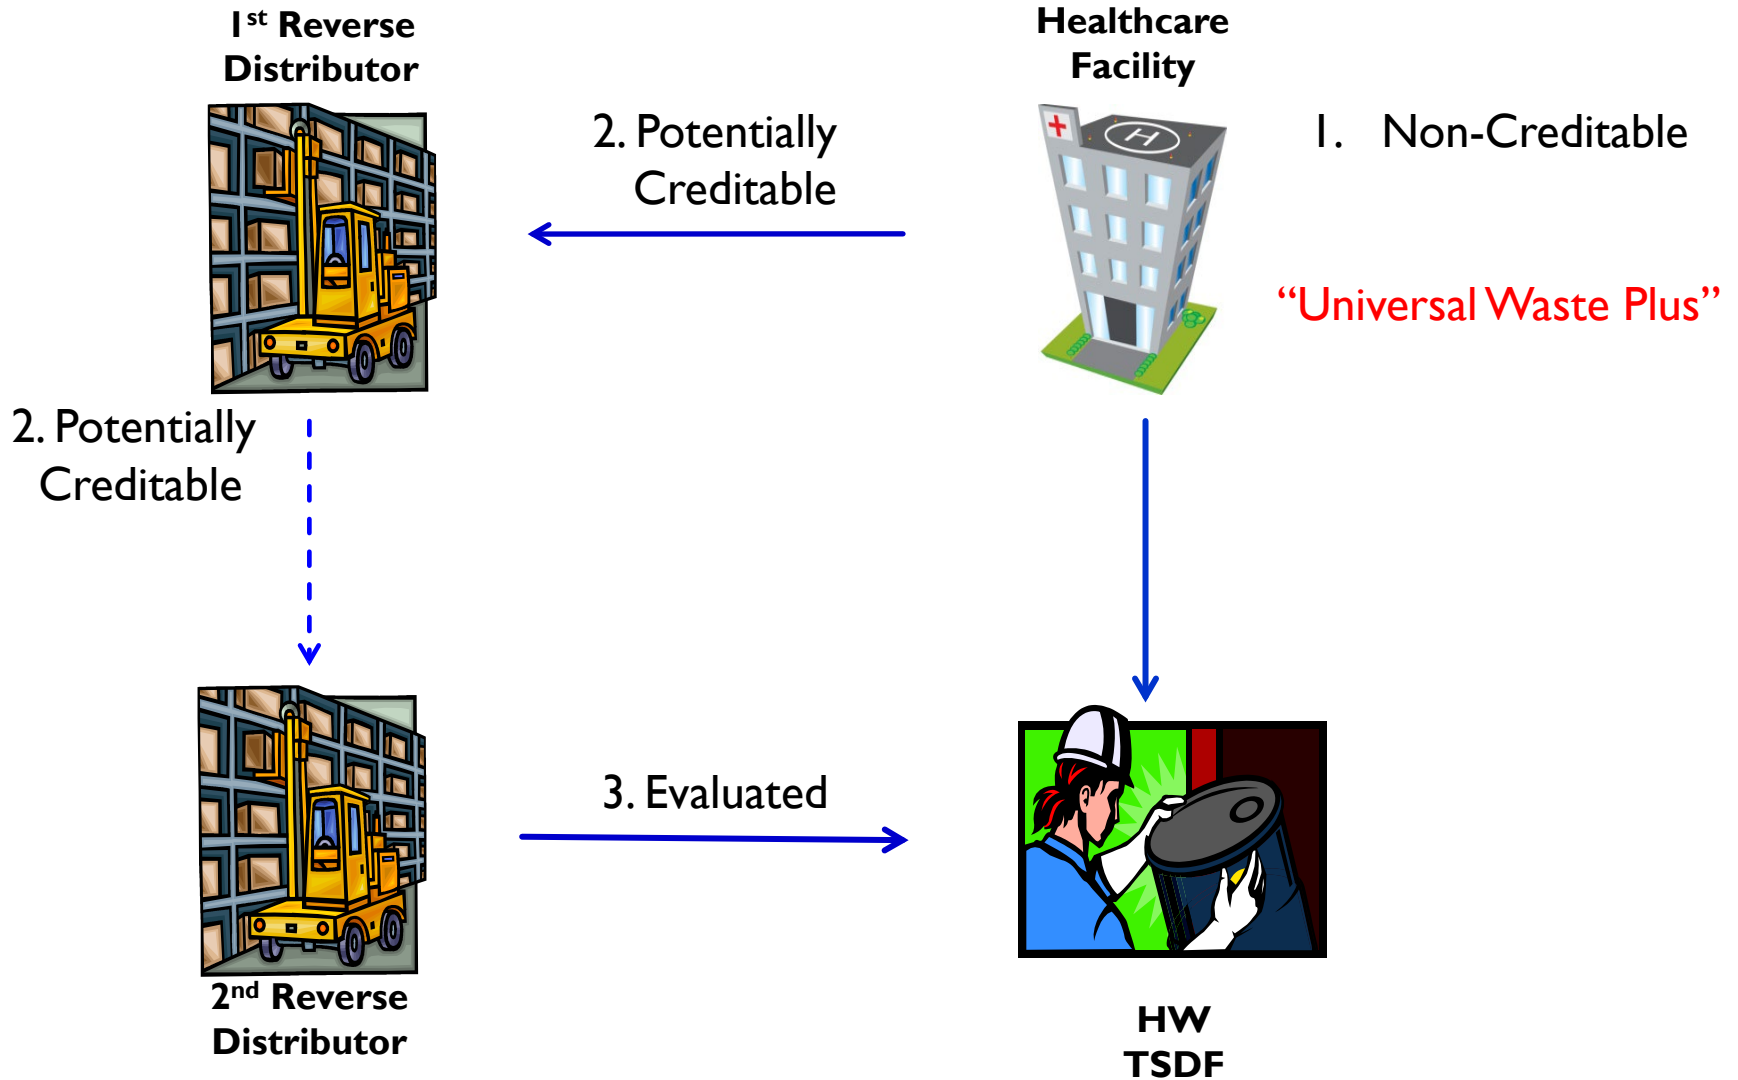 1st Reverse
Distributor
Healthcare
Facility
2. Potentially
Creditable
H
1. Non-Creditable
“Universal Waste Plus”
2. Potentially
Creditable
3. Evaluated
2nd Reverse
Distributor
HW
TSDF